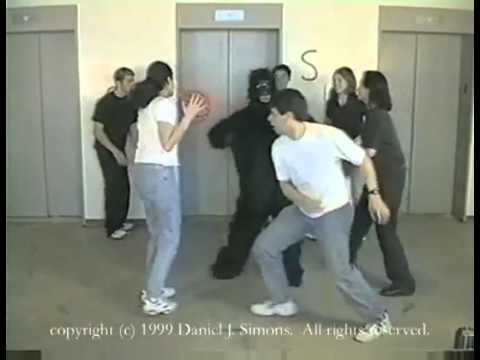 S
copyright (c) 1999 Daniel J. Simons. All rights reserved.